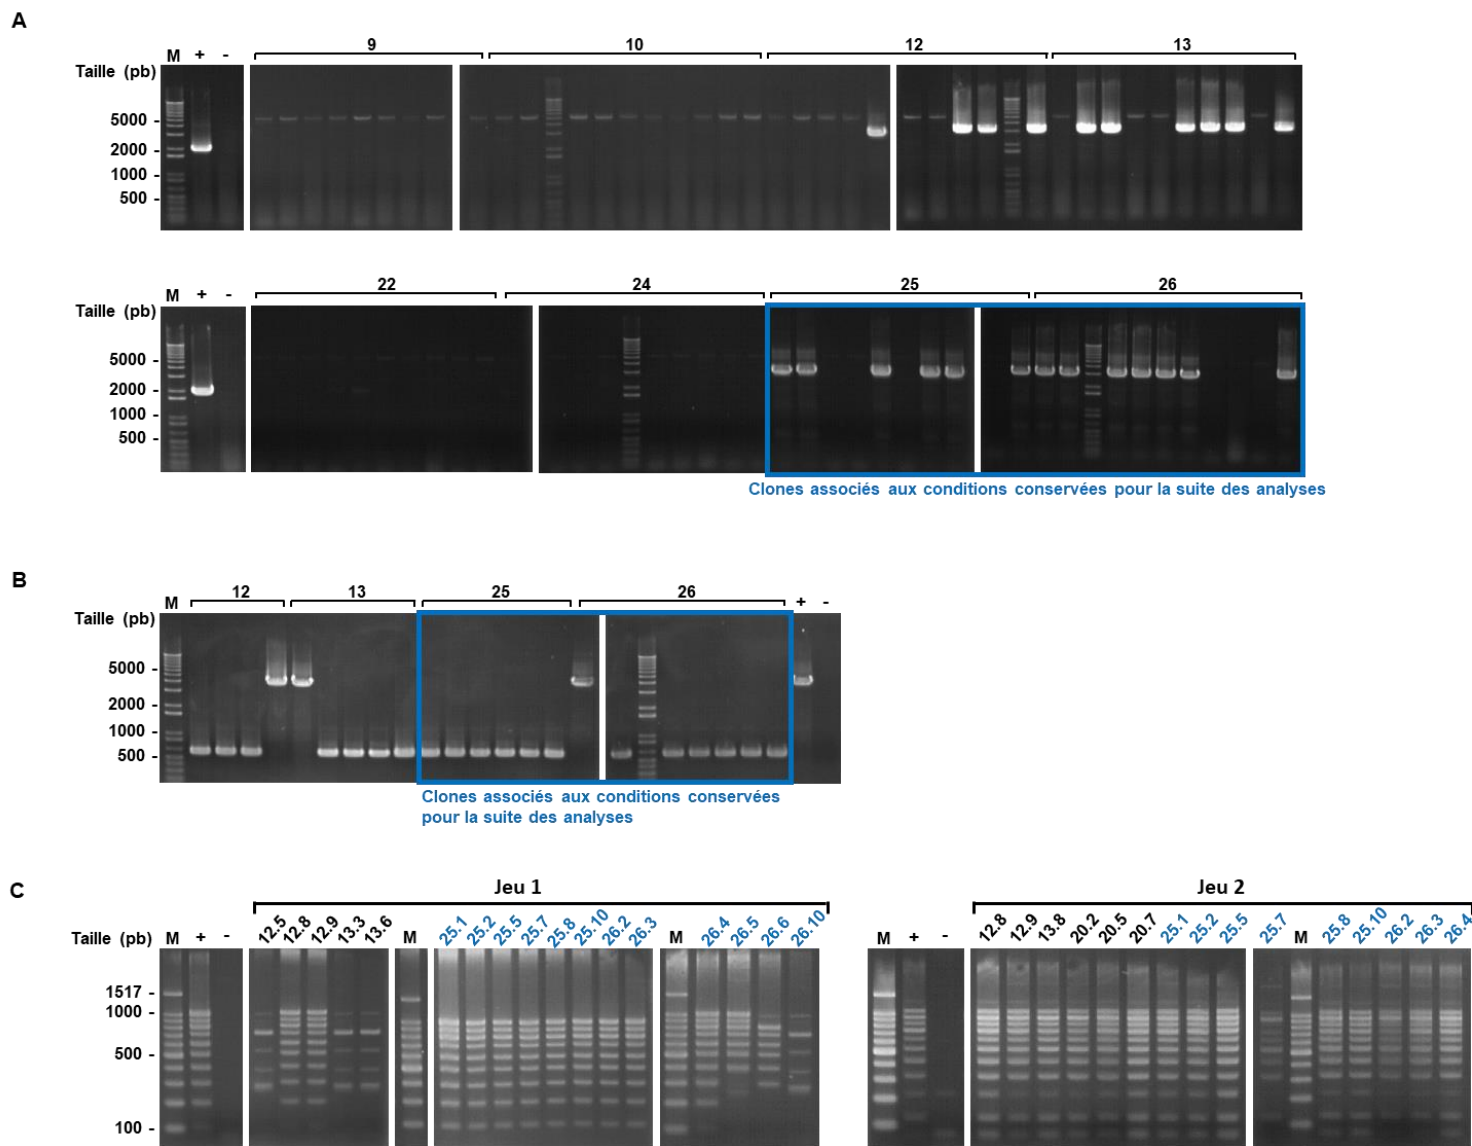 A
9 10 12 13
M + -
Taille (pb)
5000 -
2000 -
1000 -
500 -
22 24 25 26
M + -
Taille (pb)
5000 -
2000 -
1000 -
500 -
Clones associés aux conditions conservées pour la suite des analyses
B
12 13 25 26
M + -
Taille (pb)
5000 -
2000 -
1000 -
500 -
Clones associés aux conditions conservées
pour la suite des analyses
C
Jeu 1 Jeu 2
Taille (pb) M + - 12.5 12.8 12.9 13.3 13.6 M 25.1 25.2 25.5 25.7 25.8 25.10 26.2 26.3 M 26.4 26.5 26.6 26.10 M + - 12.8 12.9 13.8 20.2 20.5 20.7 25.1 25.2 25.5 25.7 M 25.8 25.10 26.2 26.3 26.4
1517 -
1000 -
500 -
100 -